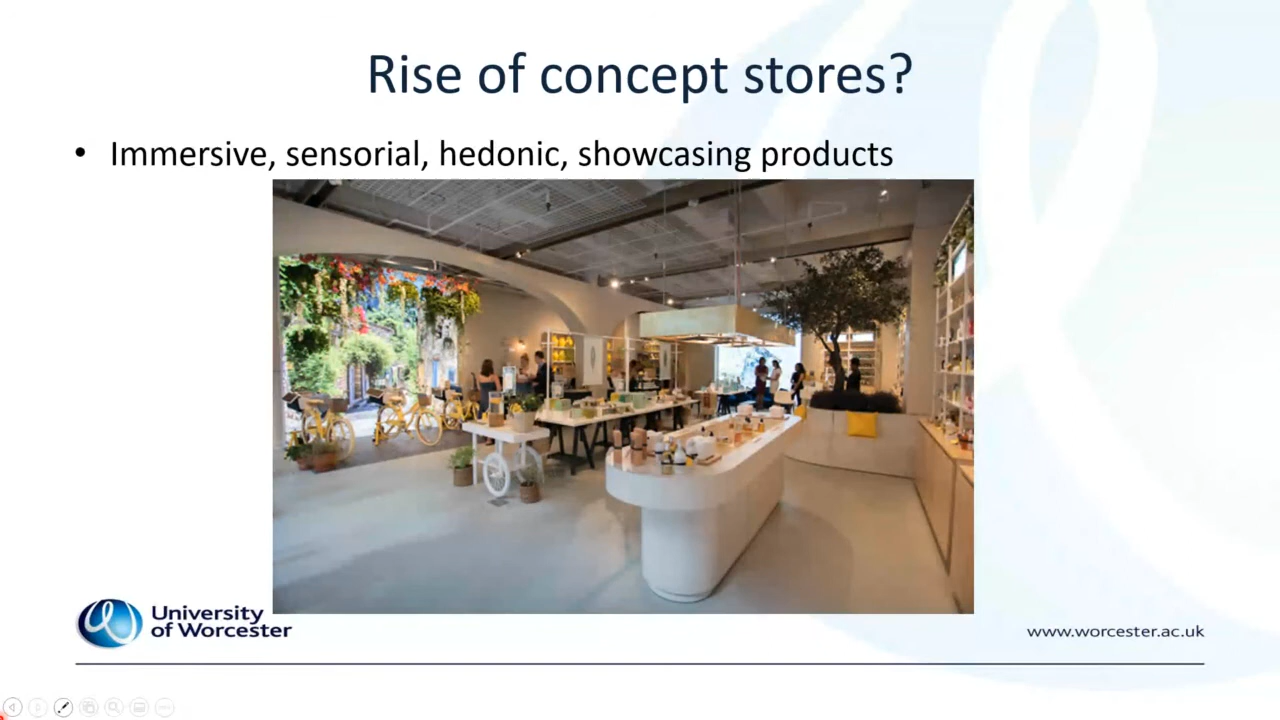 Rise of concept stores?
• Immersive, sensorial, hedonic, showcasing products
University
of Worcester
www.worcester.ac.uk